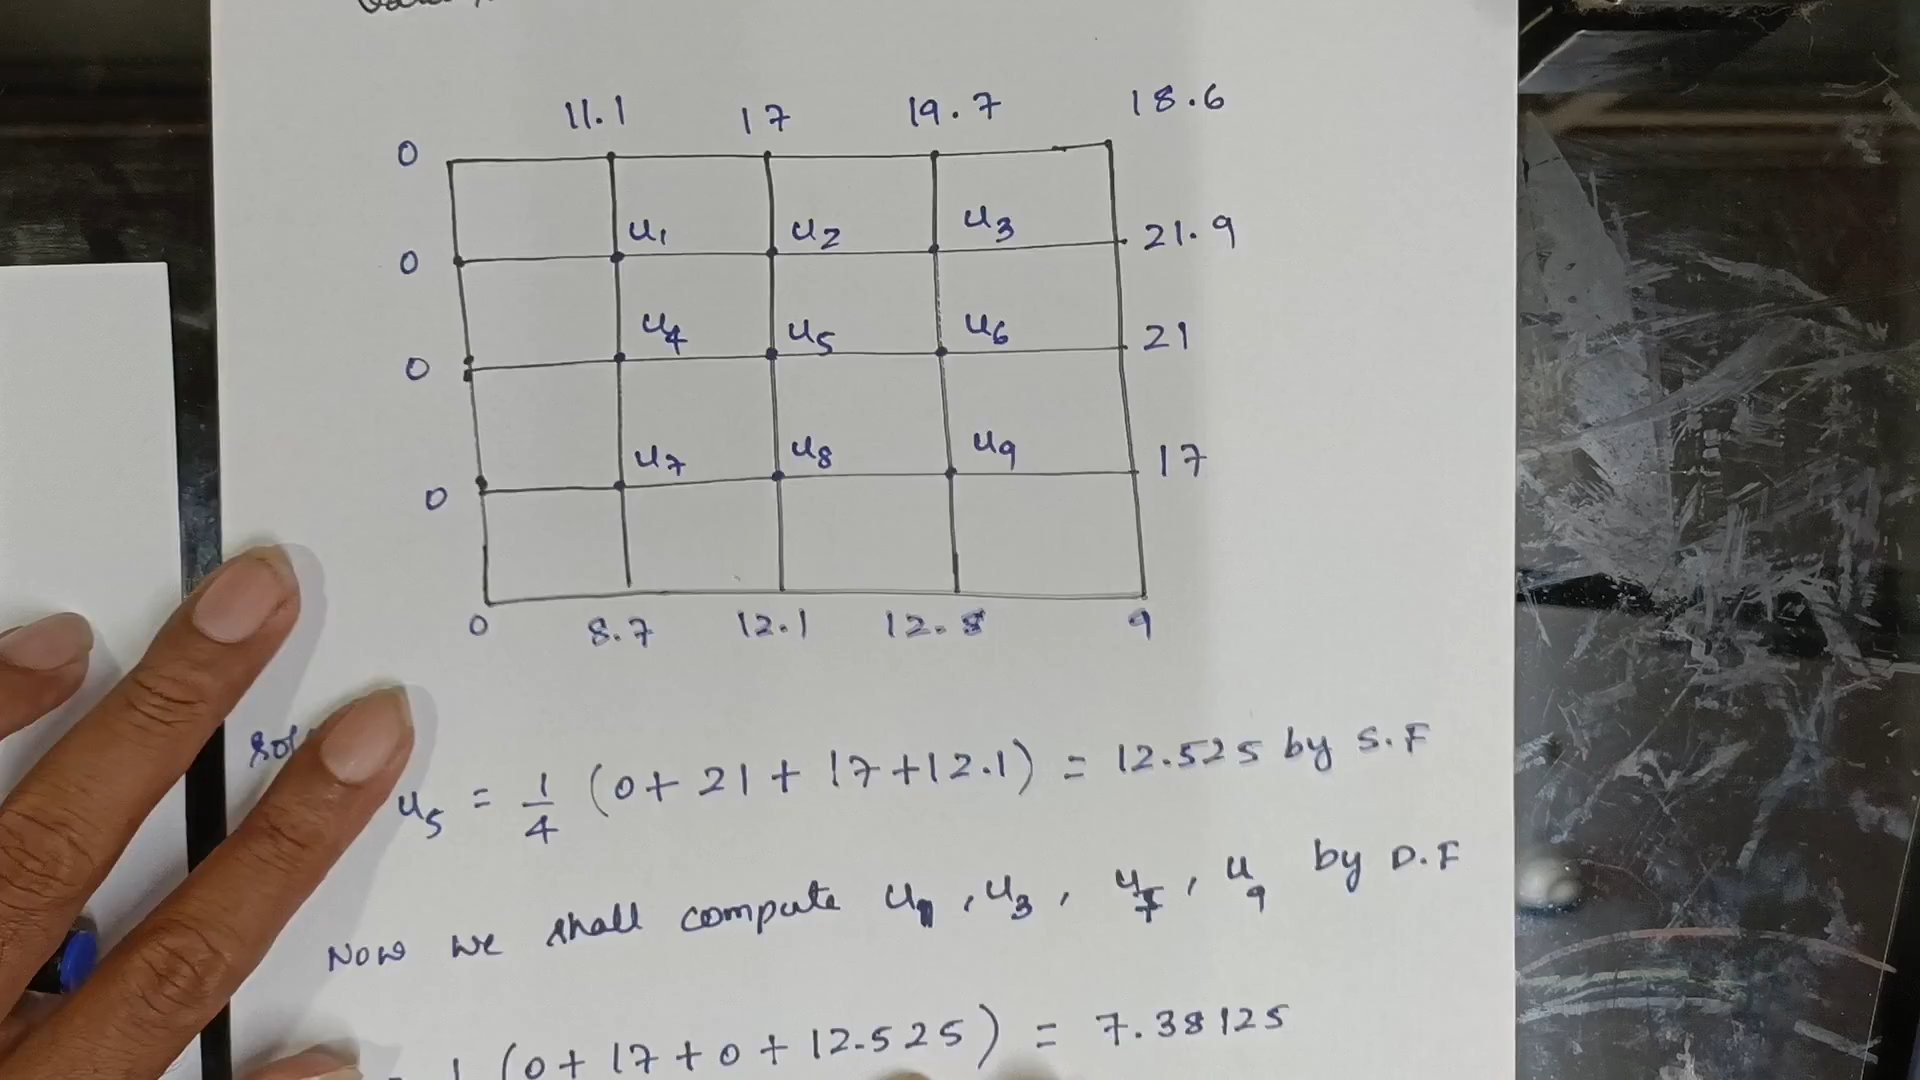 11.1 17 19.7 18.6
0
u₁ u₂ u₃ 21.9
0
u₄ u₅ u₆ 21
0
u₇ u₈ u₉ 17
0
0 8.7 12.1 12.8 9
u₅ = 1/4 (0+21+17+12.1) = 12.525 by S.F
Now we shall compute u₁, u₃, u₇, u₉ by D.F
(0+17+0+12.525) = 7.38125